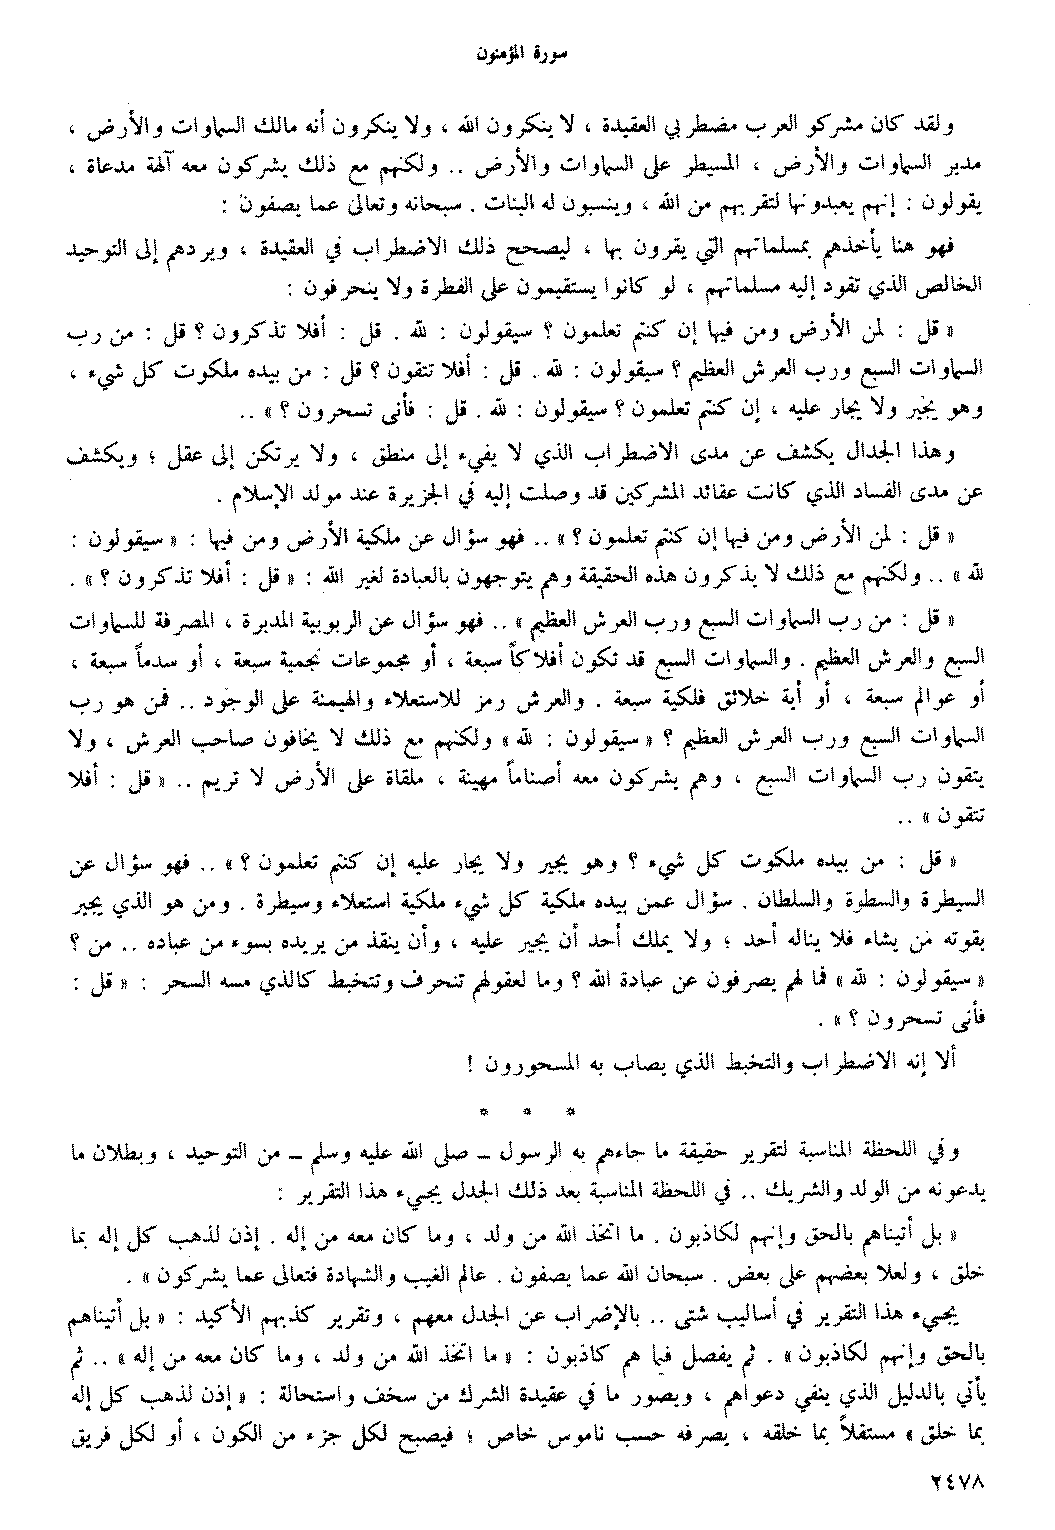 سورة المؤمنون
ولقد كان مشركو العرب مضطربي العقيدة ، لا ينكرون الله ، ولا ينكرون أنه مالك السماوات والأرض ،
مدير السماوات والأرض ، المسيطر على السماوات والأرض .. ولكنهم مع ذلك يشركون معه آلهة مدعاة ،
يقولون : إنهم يعبدونها لتقربهم من الله ، وينسبون له البنات . سبحانه وتعالى عما يصفون :
فهو هنا يأخذهم بمسلماتهم التي يقرون بها ، ليصحح ذلك الاضطراب في العقيدة ، ويردهم إلى التوحيد
الخالص الذي تقود إليه مسلماتهم ، لو كانوا يستقيمون على الفطرة ولا ينحرفون :
« قل : لمن الأرض ومن فيها إن كنتم تعلمون ؟ سيقولون : لله . قل : أفلا تذكرون ؟ قل : من رب
السماوات السبع ورب العرش العظيم ؟ سيقولون : لله . قل : أفلا تتقون ؟ قل : من بيده ملكوت كل شيء ،
وهو يجير ولا يجار عليه ، إن كنتم تعلمون ؟ سيقولون : لله . قل : فأنى تسحرون ؟ » ..
وهذا الجدال يكشف عن مدى الاضطراب الذي لا يفيء إلى منطق ، ولا يرتكن إلى عقل ؛ ويكشف
عن مدى الفساد الذي كانت عقائد المشركين قد وصلت إليه في الجزيرة عند مولد الإسلام .
« قل : لمن الأرض ومن فيها إن كنتم تعلمون ؟ » .. فهو سؤال عن ملكية الأرض ومن فيها : « سيقولون :
لله » .. ولكنهم مع ذلك لا يذكرون هذه الحقيقة وهم يتوجهون بالعبادة لغير الله : « قل : أفلا تذكرون ؟ » .
« قل : من رب السماوات السبع ورب العرش العظيم » .. فهو سؤال عن الربوبية المدبرة ، المصرفة للسماوات
السبع والعرش العظيم . والسماوات السبع قد تكون أفلاكاً سبعة ، أو مجموعات نجمية سبعة ، أو سدماً سبعة ،
أو عوالم سبعة ، أو أية خلائق فلكية سبعة . والعرش رمز للاستعلاء والهيمنة على الوجود .. فمن هو رب
السماوات السبع ورب العرش العظيم ؟ « سيقولون : لله » ولكنهم مع ذلك لا يخافون صاحب العرش ، ولا
يتقون رب السماوات السبع ، وهم يشركون معه أصناماً مهينة ، ملقاة على الأرض لا تريم .. « قل : أفلا
تتقون » ..
« قل : من بيده ملكوت كل شيء ؟ وهو يجير ولا يجار عليه إن كنتم تعلمون ؟ » .. فهو سؤال عن
السيطرة والسطوة والسلطان . سؤال عمن بيده ملكية كل شيء ملكية استعلاء وسيطرة . ومن هو الذي يجير
بقوته من يشاء فلا يناله أحد ؛ ولا يملك أحد أن يجير عليه ، وأن ينقذ من يريده بسوء من عباده .. من ؟
« سيقولون : لله » فما لهم يصرفون عن عبادة الله ؟ وما لعقولهم تنحرف وتتخبط كالذي مسه السحر : « قل :
فأنى تسحرون ؟ » .
ألا إنه الاضطراب والتخبط الذي يصاب به المسحورون !
* * *
وفي اللحظة المناسبة لتقرير حقيقة ما جاءهم به الرسول – صلى الله عليه وسلم – من التوحيد ، وبطلان ما
يدعونه من الولد والشريك .. في اللحظة المناسبة بعد ذلك الجدل يجيء هذا التقرير :
« بل أتيناهم بالحق وإنهم لكاذبون . ما اتخذ الله من ولد ، وما كان معه من إله . إذن لذهب كل إله بما
خلق ، ولعلا بعضهم على بعض . سبحان الله عما يصفون . عالم الغيب والشهادة فتعالى عما يشركون » .
يجيء هذا التقرير في أساليب شتى .. بالإضراب عن الجدل معهم ، وتقرير كذبهم الأكيد : « بل أتيناهم
بالحق وإنهم لكاذبون » . ثم يفصل فيما هم كاذبون : « ما اتخذ الله من ولد ، وما كان معه من إله » .. ثم
يأتي بالدليل الذي ينفي دعواهم ، ويصور ما في عقيدة الشرك من سخف واستحالة : « إذن لذهب كل إله
بما خلق » مستقلاً بما خلقه ، يصرفه حسب ناموس خاص ؛ فيصبح لكل جزء من الكون ، أو لكل فريق
٢٤٧٨